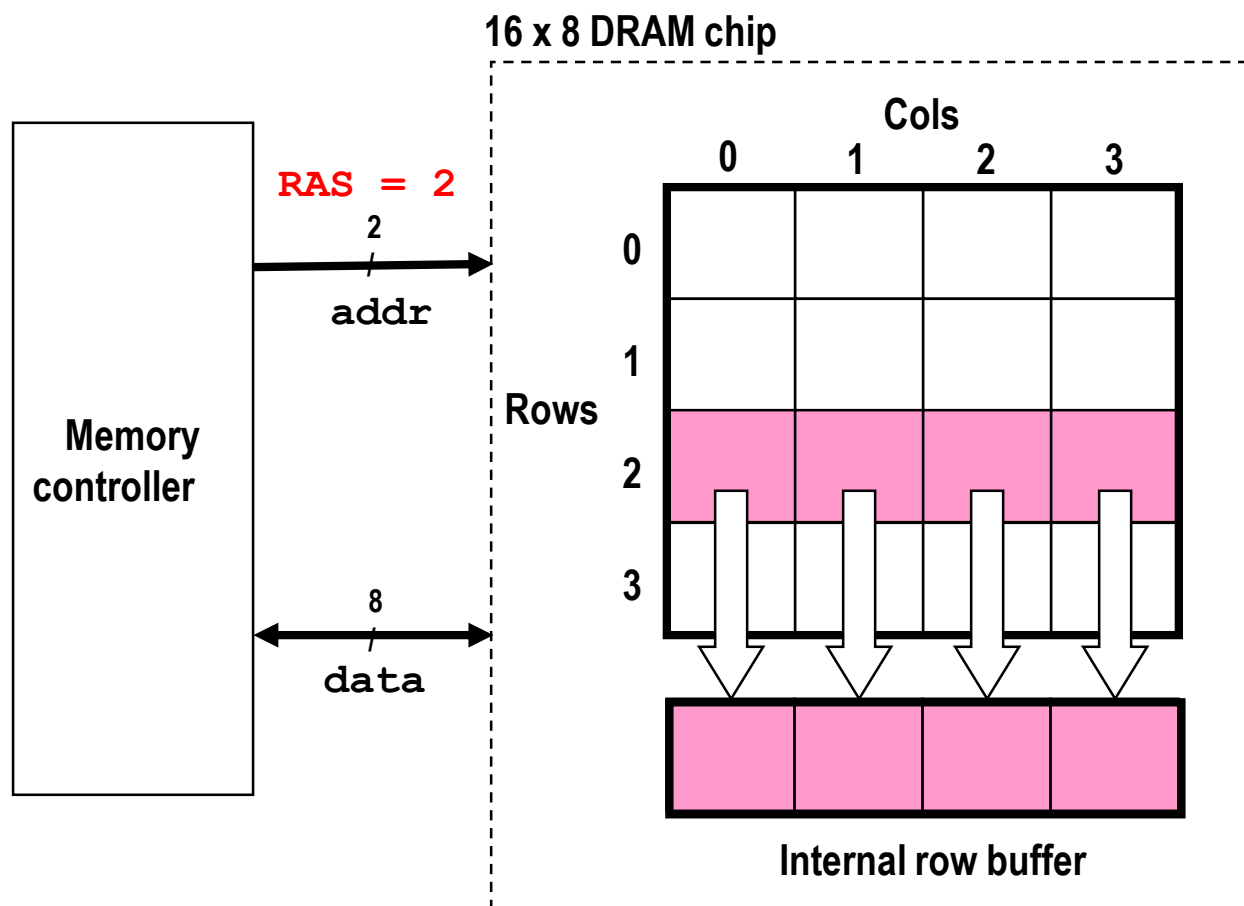 16 x 8 DRAM chip
Cols
0 1 2 3
RAS = 2
2
addr
0
1
Rows
2
3
Memory
controller
8
data
Internal row buffer